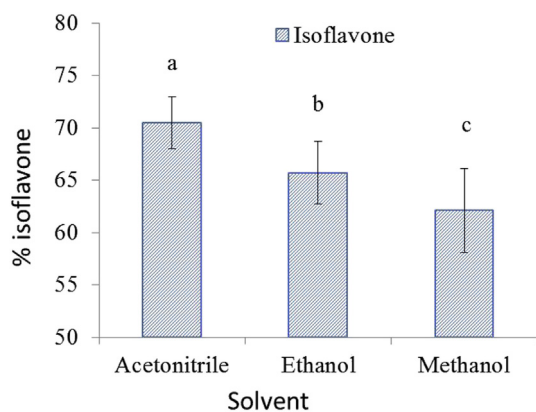 80
75
70
65
60
55
50
% isoflavone
Isoflavone
a
b
c
Acetonitrile Ethanol Methanol
Solvent